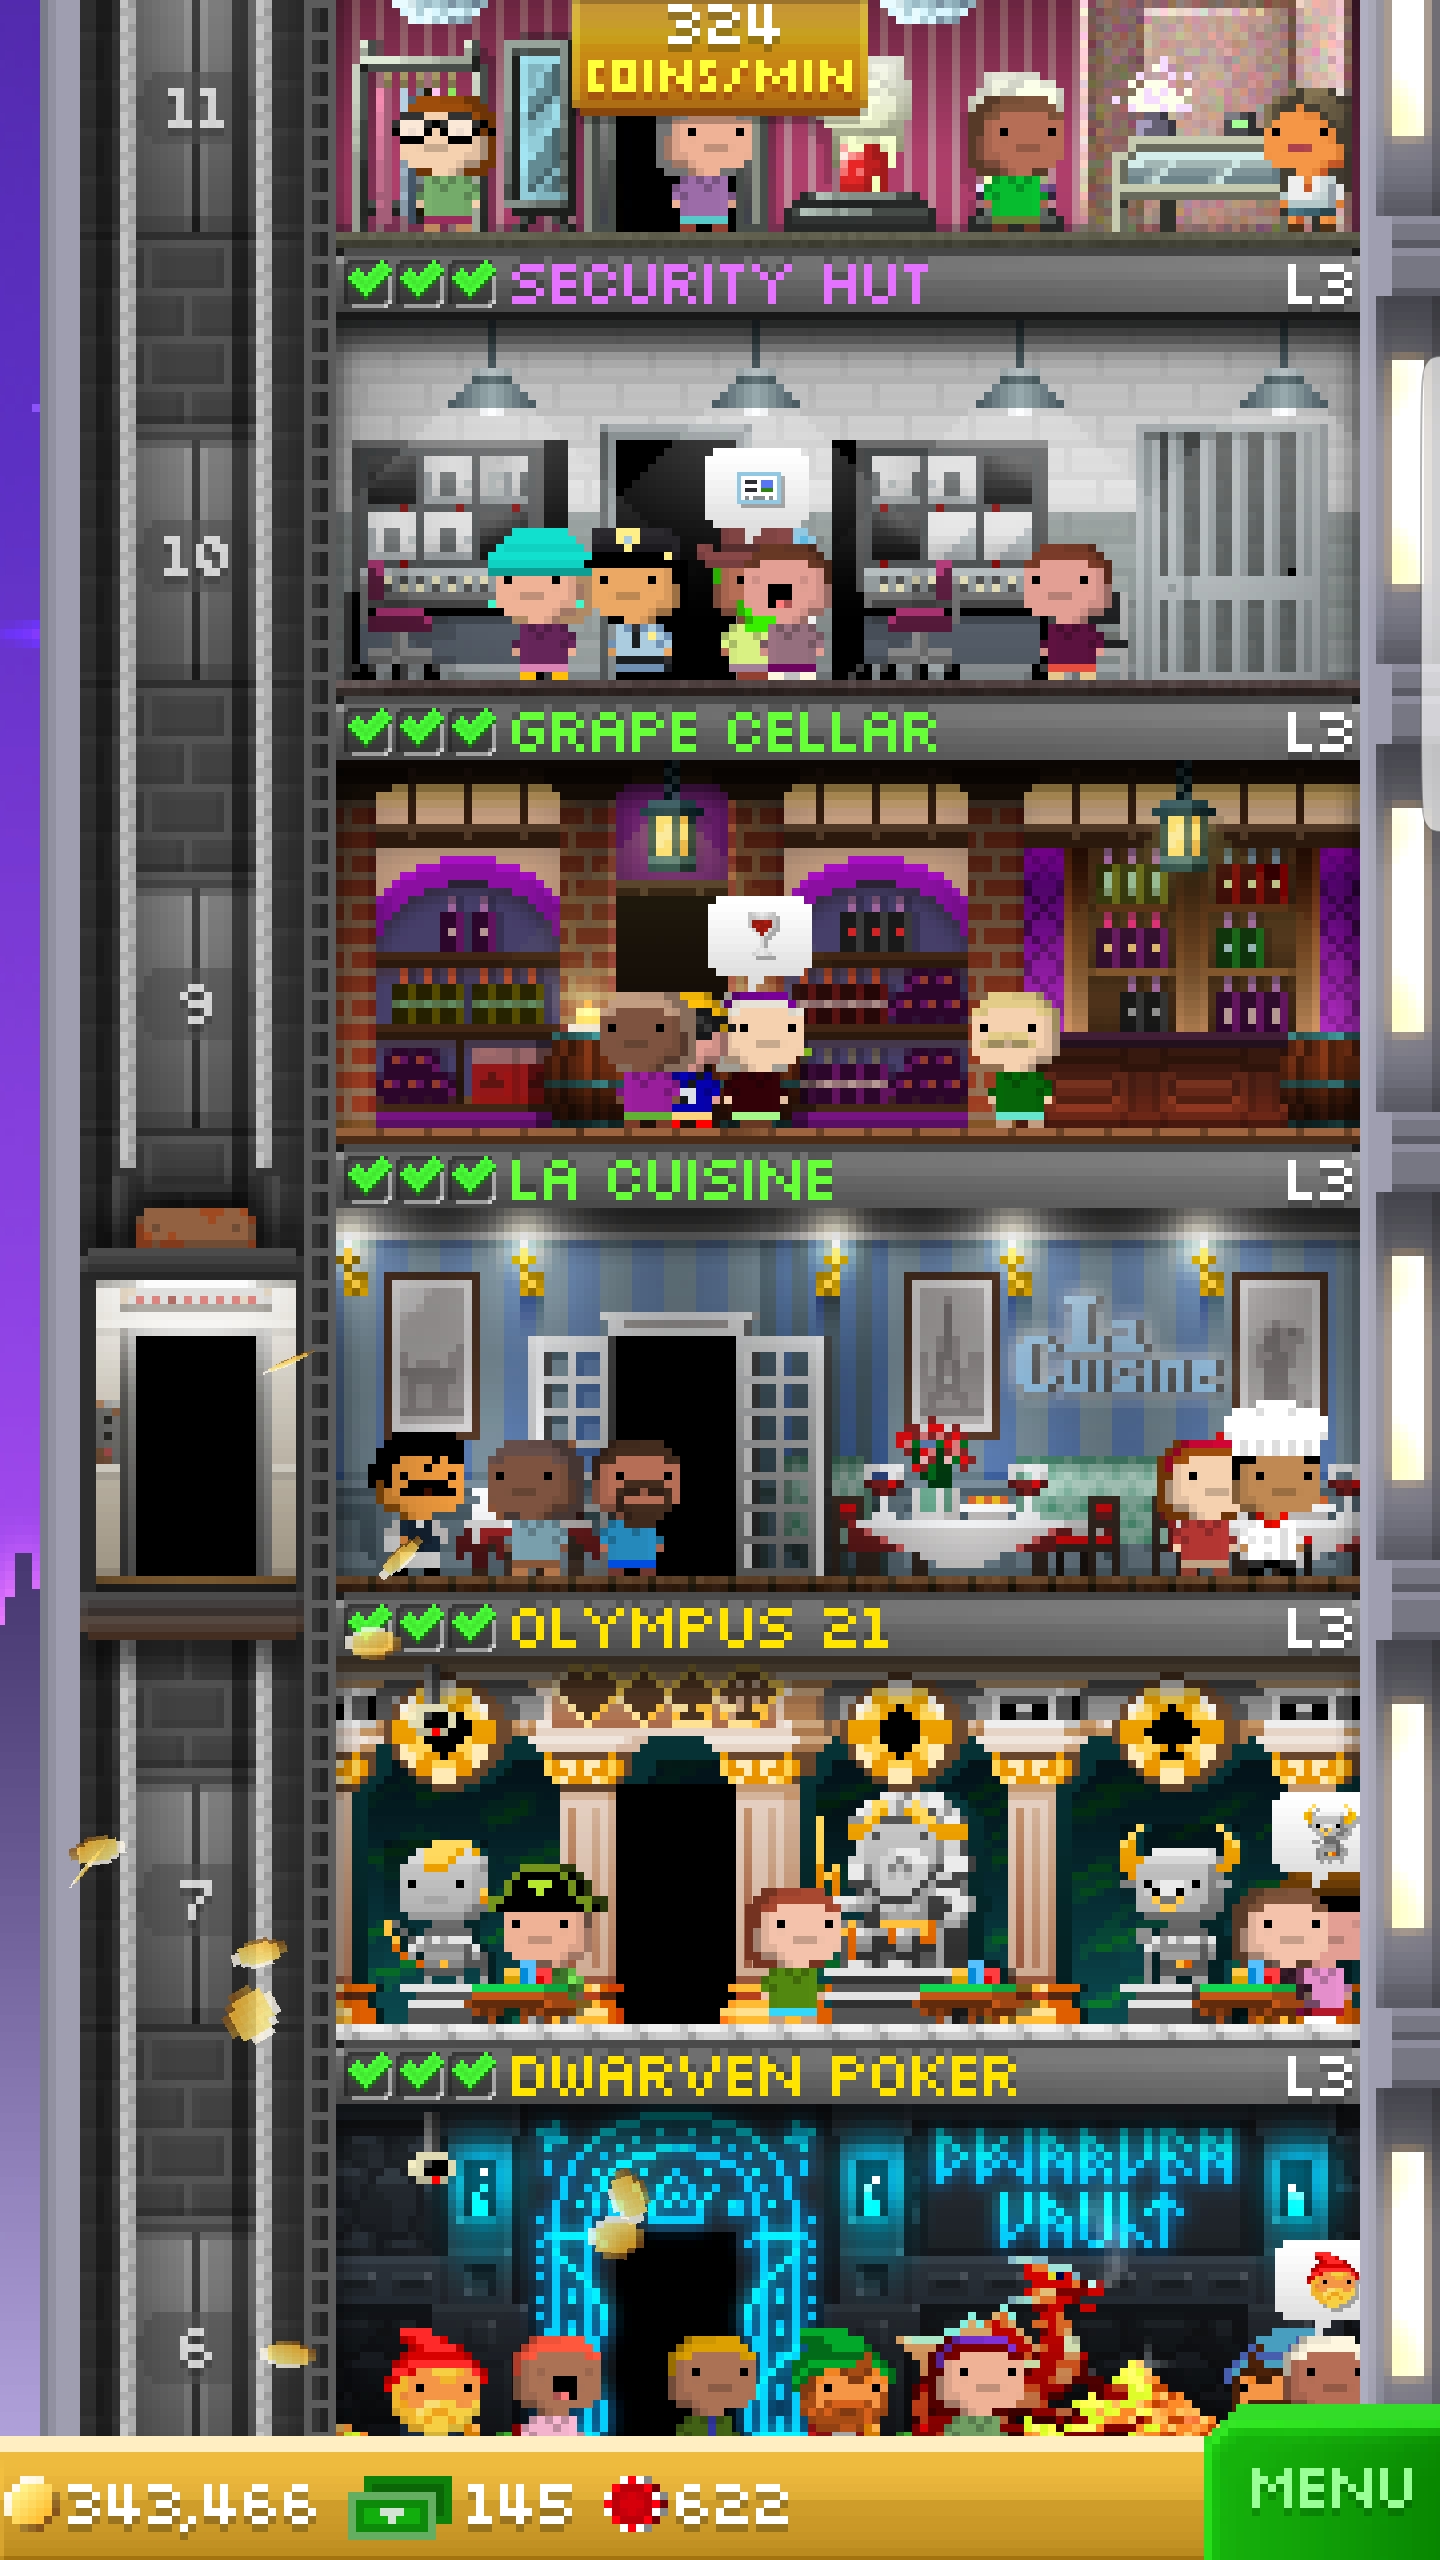 324
COINS/MIN
11
SECURITY HUT L3
10
GRAPE CELLAR L3
9
LA CUISINE L3
La
Cuisine
OLYMPUS 21 L3
7
DWARVEN POKER L3
DWARVEN
VAULT
6
343,466 145 622 MENU